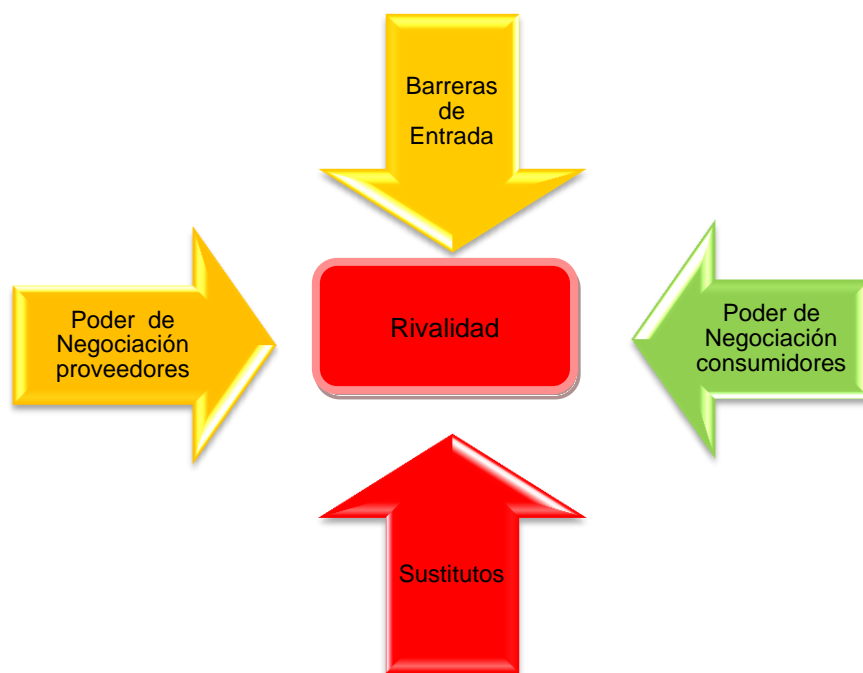 Barreras
de
Entrada
Poder de
Negociación
proveedores
Rivalidad
Poder de
Negociación
consumidores
Sustitutos